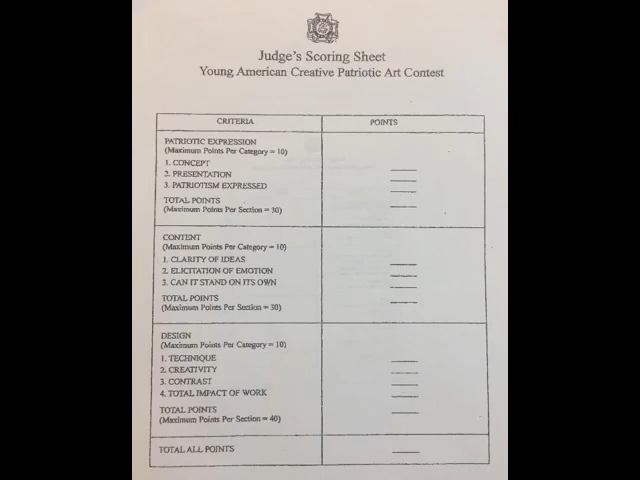 Judge's Scoring Sheet
Young American Creative Patriotic Art Contest
CRITERIA POINTS
PATRIOTIC EXPRESSION
(Maximum Points Per Category = 10)
1. CONCEPT
2. PRESENTATION
3. PATRIOTISM EXPRESSED
TOTAL POINTS
(Maximum Points Per Section = 30)
CONTENT
(Maximum Points Per Category = 10)
1. CLARITY OF IDEAS
2. ELICITATION OF EMOTION
3. CAN IT STAND ON ITS OWN
TOTAL POINTS
(Maximum Points Per Section = 30)
DESIGN
(Maximum Points Per Category = 10)
1. TECHNIQUE
2. CREATIVITY
3. CONTRAST
4. TOTAL IMPACT OF WORK
TOTAL POINTS
(Maximum Points Per Section = 40)
TOTAL ALL POINTS